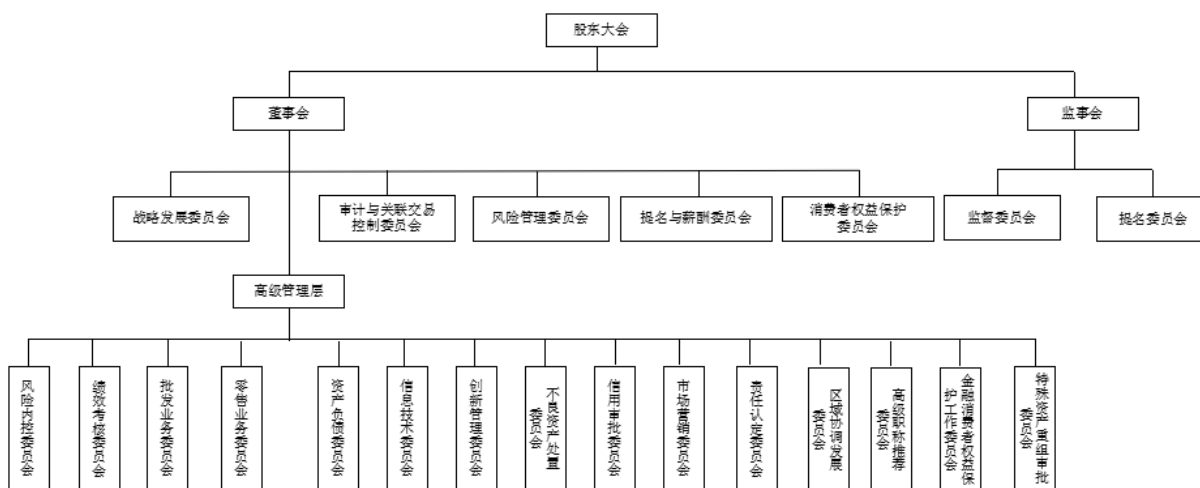 股东大会
董事会
监事会
战略发展委员会
审计与关联交易
控制委员会
风险管理委员会
提名与薪酬委员会
消费者权益保护
委员会
监督委员会
提名委员会
高级管理层
风险内控委员会
绩效考核委员会
批发业务委员会
零售业务委员会
资产负债委员会
信息技术委员会
创新管理委员会
不良资产处置
委员会
信用审批委员会
市场营销委员会
责任认定委员会
区域协调发展
委员会
高级职称推荐
委员会
金融消费者权益保
护工作委员会
特殊资产重组审批
委员会